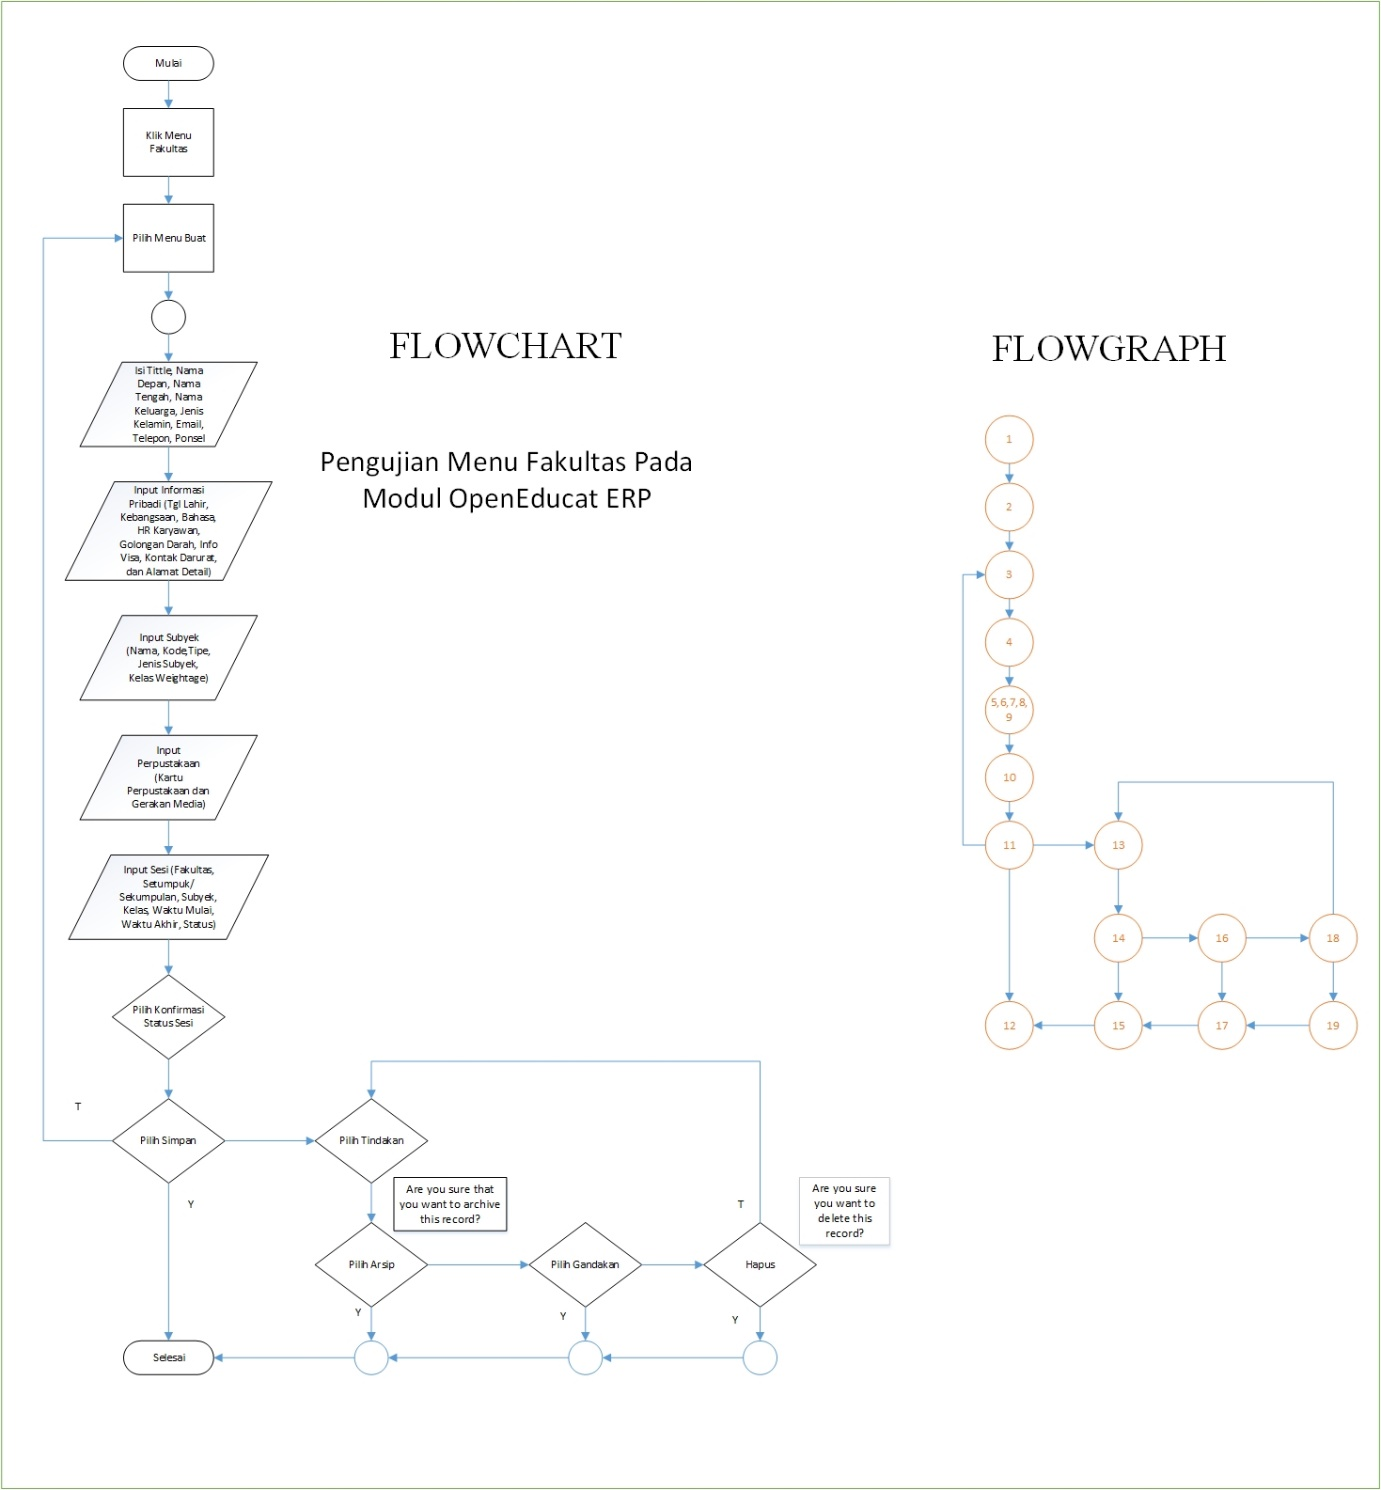 Mulai
Klik Menu
Fakultas
Pilih Menu Buat
FLOWCHART
Pengujian Menu Fakultas Pada
Modul OpenEducat ERP
Isi Tittle, Nama
Depan, Nama
Tengah, Nama
Keluarga, Jenis
Kelamin, Email,
Telepon, Ponsel
Input Informasi
Pribadi (Tgl Lahir,
Kebangsaan, Bahasa,
HR Karyawan,
Golongan Darah, Info
Visa, Kontak Darurat,
dan Alamat Detail)
Input Subyek
(Nama, Kode,Tipe,
Jenis Subyek,
Kelas Weightage)
Input
Perpustakaan
(Kartu
Perpustakaan dan
Gerakan Media)
Input Sesi (Fakultas,
Setumpuk/
Sekumpulan, Subyek,
Kelas, Waktu Mulai,
Waktu Akhir, Status)
Pilih Konfirmasi
Status Sesi
T
Pilih Simpan
Y
Pilih Tindakan
Are you sure that
you want to archive
this record?
Pilih Arsip
Y
Pilih Gandakan
Y
T
Are you sure
you want to
delete this
record?
Hapus
Y
Selesai
FLOWGRAPH
1
2
3
4
5,6,7,8,
9
10
11
13
14
16
18
12
15
17
19